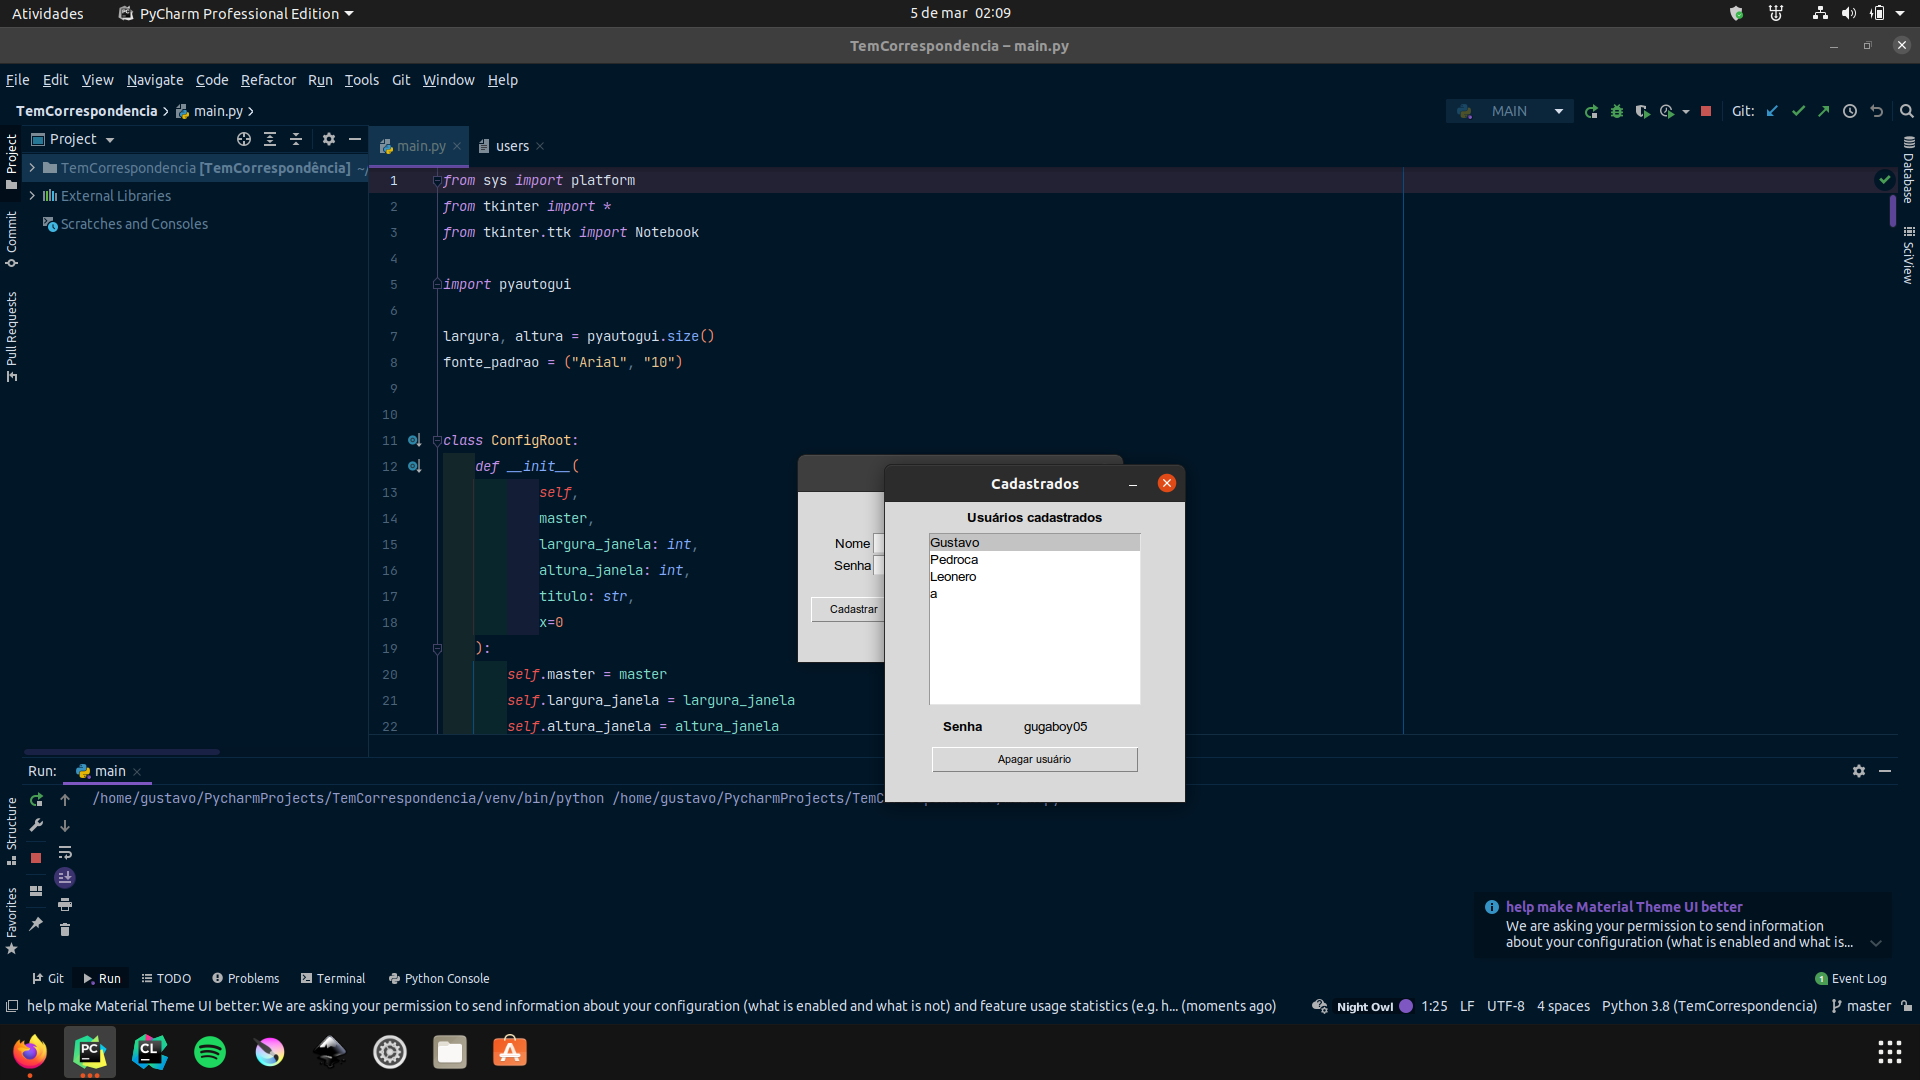 Atividades
PyCharm Professional Edition
5 de mar 02:09
TemCorrespondencia – main.py
File Edit View Navigate Code Refactor Run Tools Git Window Help
TemCorrespondencia > main.py >
MAIN
Git:
Project
main.py
users
TemCorrespondencia [TemCorrespondência] ~/
External Libraries
Scratches and Consoles
Project
Commit
Pull Requests
Structure
Favorites
Database
SciView
1 from sys import platform
2 from tkinter import *
3 from tkinter.ttk import Notebook
4
5 import pyautogui
6
7 largura, altura = pyautogui.size()
8 fonte_padrao = ("Arial", "10")
9
10
11 class ConfigRoot:
12 def __init__(
13 self,
14 master,
15 largura_janela: int,
16 altura_janela: int,
17 titulo: str,
18 x=0
19 ):
20 self.master = master
21 self.largura_janela = largura_janela
22 self.altura_janela = altura_janela
Nome
Senha
Cadastrar
Cadastrados
Usuários cadastrados
Gustavo
Pedroca
Leonero
a
Senha gugaboy05
Apagar usuário
Run: main
/home/gustavo/PycharmProjects/TemCorrespondencia/venv/bin/python /home/gustavo/PycharmProjects/TemC
help make Material Theme UI better
We are asking your permission to send information
about your configuration (what is enabled and what is...
Git Run TODO Problems Terminal Python Console
1 Event Log
help make Material Theme UI better: We are asking your permission to send information about your configuration (what is enabled and what is not) and feature usage statistics (e.g. h... (moments ago)
Night Owl 1:25 LF UTF-8 4 spaces Python 3.8 (TemCorrespondencia) master
PC
CL